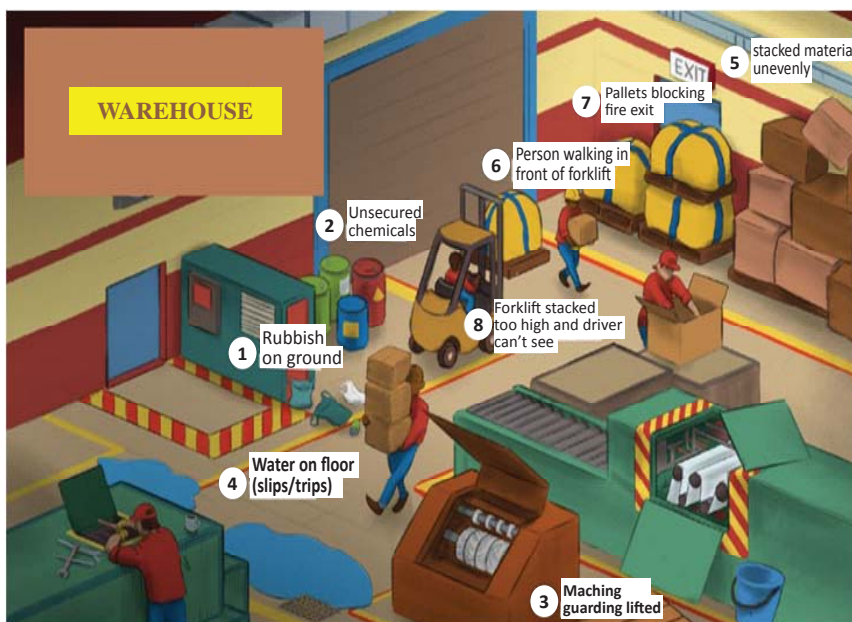 WAREHOUSE
EXIT
5 stacked materia
unevenly
7 Pallets blocking
fire exit
6 Person walking in
front of forklift
2 Unsecured
chemicals
8 Forklift stacked
too high and driver
can't see
1 Rubbish
on ground
4 Water on floor
(slips/trips)
3 Maching
guarding lifted